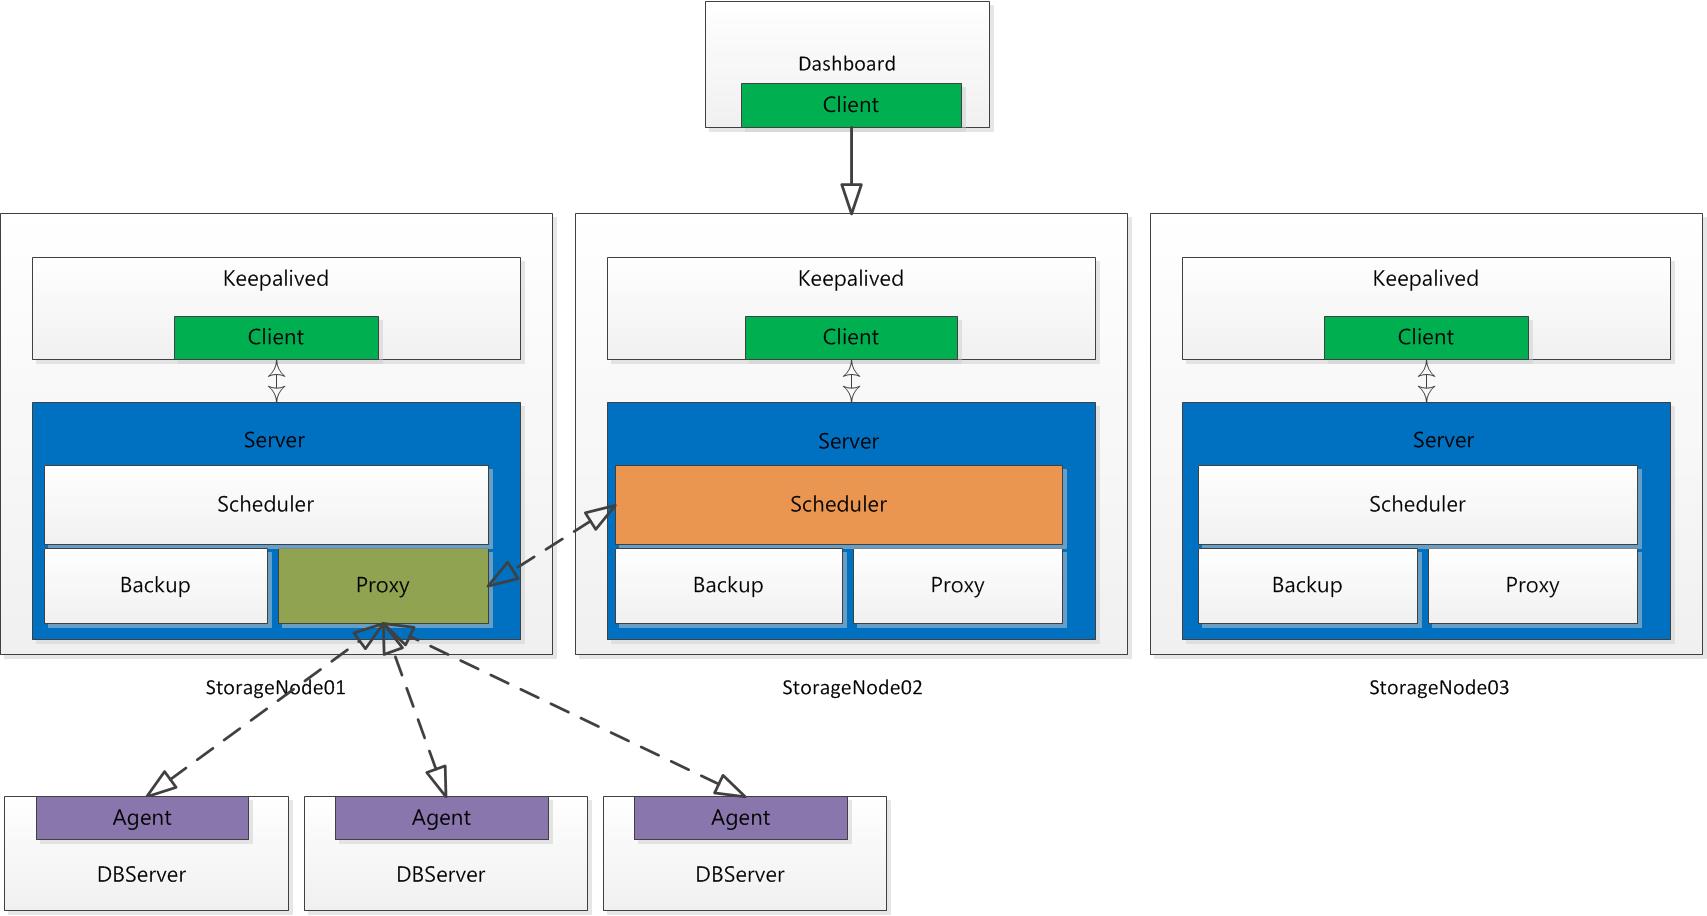 Dashboard
Client
Keepalived
Client
Server
Scheduler
Backup
Proxy
StorageNode01
Keepalived
Client
Server
Scheduler
Backup
Proxy
StorageNode02
Keepalived
Client
Server
Scheduler
Backup
Proxy
StorageNode03
Agent
DBServer
Agent
DBServer
Agent
DBServer